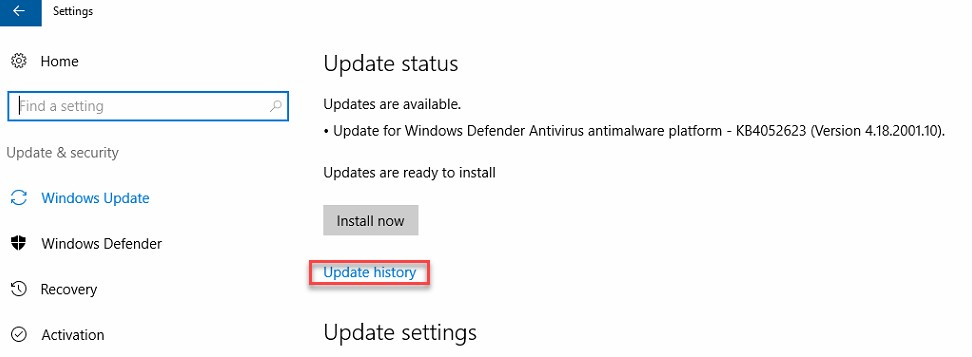 Settings
Home
Find a setting
Update & security
Windows Update
Windows Defender
Recovery
Activation
Update status
Updates are available.
• Update for Windows Defender Antivirus antimalware platform - KB4052623 (Version 4.18.2001.10).
Updates are ready to install
Install now
Update history
Update settings